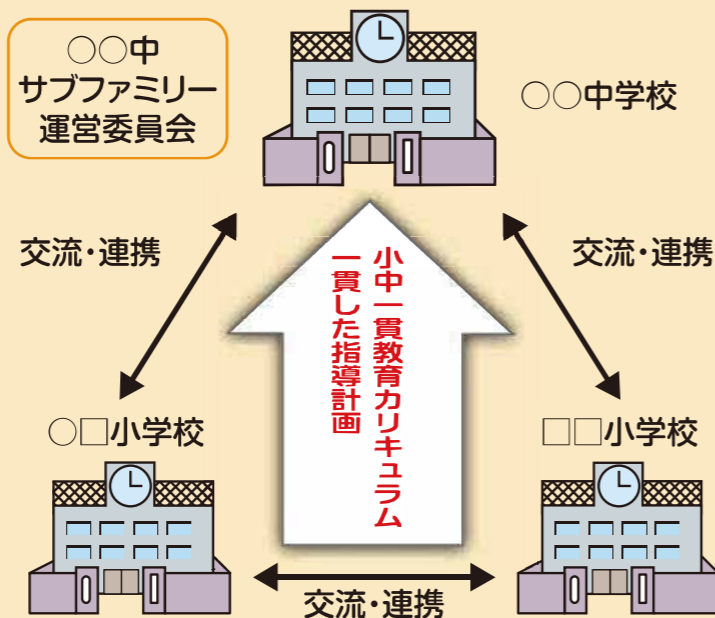 ○○中
サブファミリー
運営委員会
○○中学校
交流・連携
交流・連携
小中一貫教育カリキュラム
一貫した指導計画
○□小学校
□□小学校
交流・連携